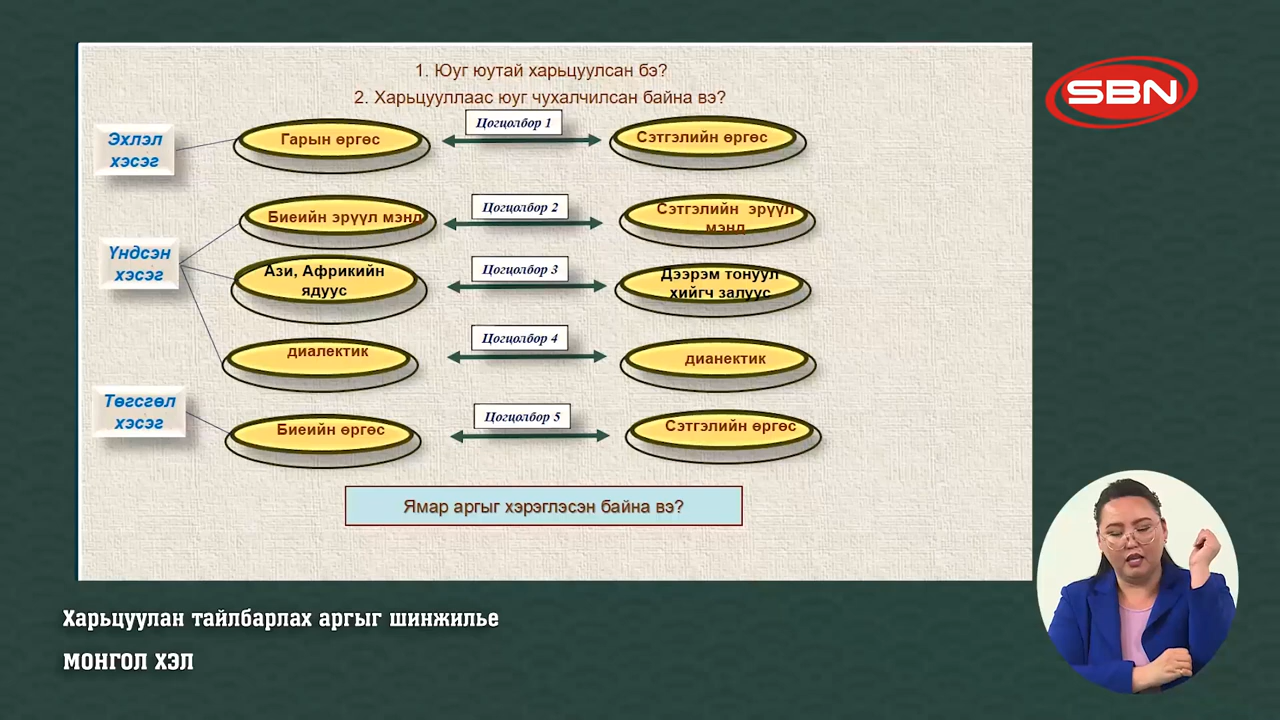 1. Юуг юутай харьцуулсан бэ?
2. Харьцууллаас юуг чухалчилсан байна вэ?
SBN
Эхлэл
хэсэг
Гарын өргөс
Цогцолбор 1
Сэтгэлийн өргөс
Үндсэн
хэсэг
Биеийн эрүүл мэнд
Цогцолбор 2
Сэтгэлийн эрүүл
мэнд
Ази, Африкийн
ядуус
Цогцолбор 3
Дээрэм тонуул
хийгч залуус
диалектик
Цогцолбор 4
дианектик
Төгсгөл
хэсэг
Биеийн өргөс
Цогцолбор 5
Сэтгэлийн өргөс
Ямар аргыг хэрэглэсэн байна вэ?
Харьцуулан тайлбарлах аргыг шинжилье
МОНГОЛ ХЭЛ